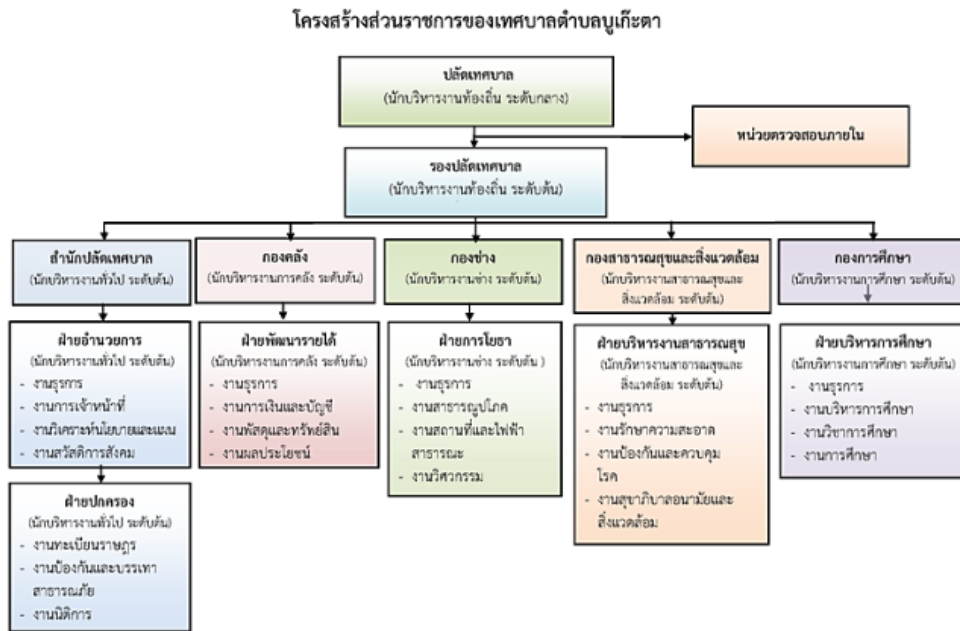 โครงสร้างส่วนราชการของเทศบาลตำบลบูเก๊ะตา
ปลัดเทศบาล
(นักบริหารงานท้องถิ่น ระดับกลาง)
หน่วยตรวจสอบภายใน
รองปลัดเทศบาล
(นักบริหารงานท้องถิ่น ระดับต้น)
สำนักปลัดเทศบาล
(นักบริหารงานทั่วไป ระดับต้น)
กองคลัง
(นักบริหารงานการคลัง ระดับต้น)
กองช่าง
(นักบริหารงานช่าง ระดับต้น)
กองสาธารณสุขและสิ่งแวดล้อม
(นักบริหารงานสาธารณสุขและ
สิ่งแวดล้อม ระดับต้น)
กองการศึกษา
(นักบริหารงานการศึกษา ระดับต้น)
ฝ่ายอำนวยการ
(นักบริหารงานทั่วไป ระดับต้น)
- งานธุรการ
- งานการเจ้าหน้าที่
- งานวิเคราะห์นโยบายและแผน
- งานสวัสดิการสังคม
ฝ่ายพัฒนารายได้
(นักบริหารงานการคลัง ระดับต้น)
- งานธุรการ
- งานการเงินและบัญชี
- งานพัสดุและทรัพย์สิน
- งานผลประโยชน์
ฝ่ายการโยธา
(นักบริหารงานช่าง ระดับต้น )
- งานธุรการ
- งานสาธารณูปโภค
- งานสถานที่และไฟฟ้า
สาธารณะ
- งานวิศวกรรม
ฝ่ายบริหารงานสาธารณสุข
(นักบริหารงานสาธารณสุขและ
สิ่งแวดล้อม ระดับต้น)
- งานธุรการ
- งานรักษาความสะอาด
- งานป้องกันและควบคุม
โรค
- งานสุขาภิบาลอนามัยและ
สิ่งแวดล้อม
ฝ่ายบริหารการศึกษา
(นักบริหารงานการศึกษา ระดับต้น)
- งานธุรการ
- งานบริหารการศึกษา
- งานวิชาการศึกษา
- งานการศึกษา
ฝ่ายปกครอง
(นักบริหารงานทั่วไป ระดับต้น)
- งานทะเบียนราษฎร
- งานป้องกันและบรรเทา
สาธารณภัย
- งานนิติการ